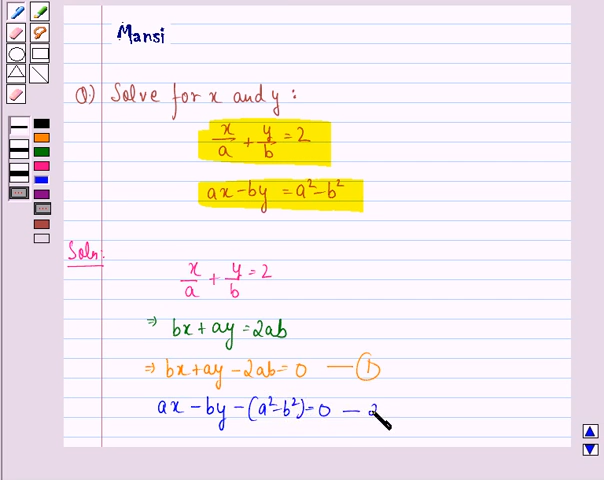 Mansi
Q.) Solve for x and y :
x/a + y/b = 2
ax - by = a² - b²
Soln:
x/a + y/b = 2
⇒ bx + ay = 2ab
⇒ bx + ay - 2ab = 0 — ①
ax - by - (a² - b²) = 0 — 2